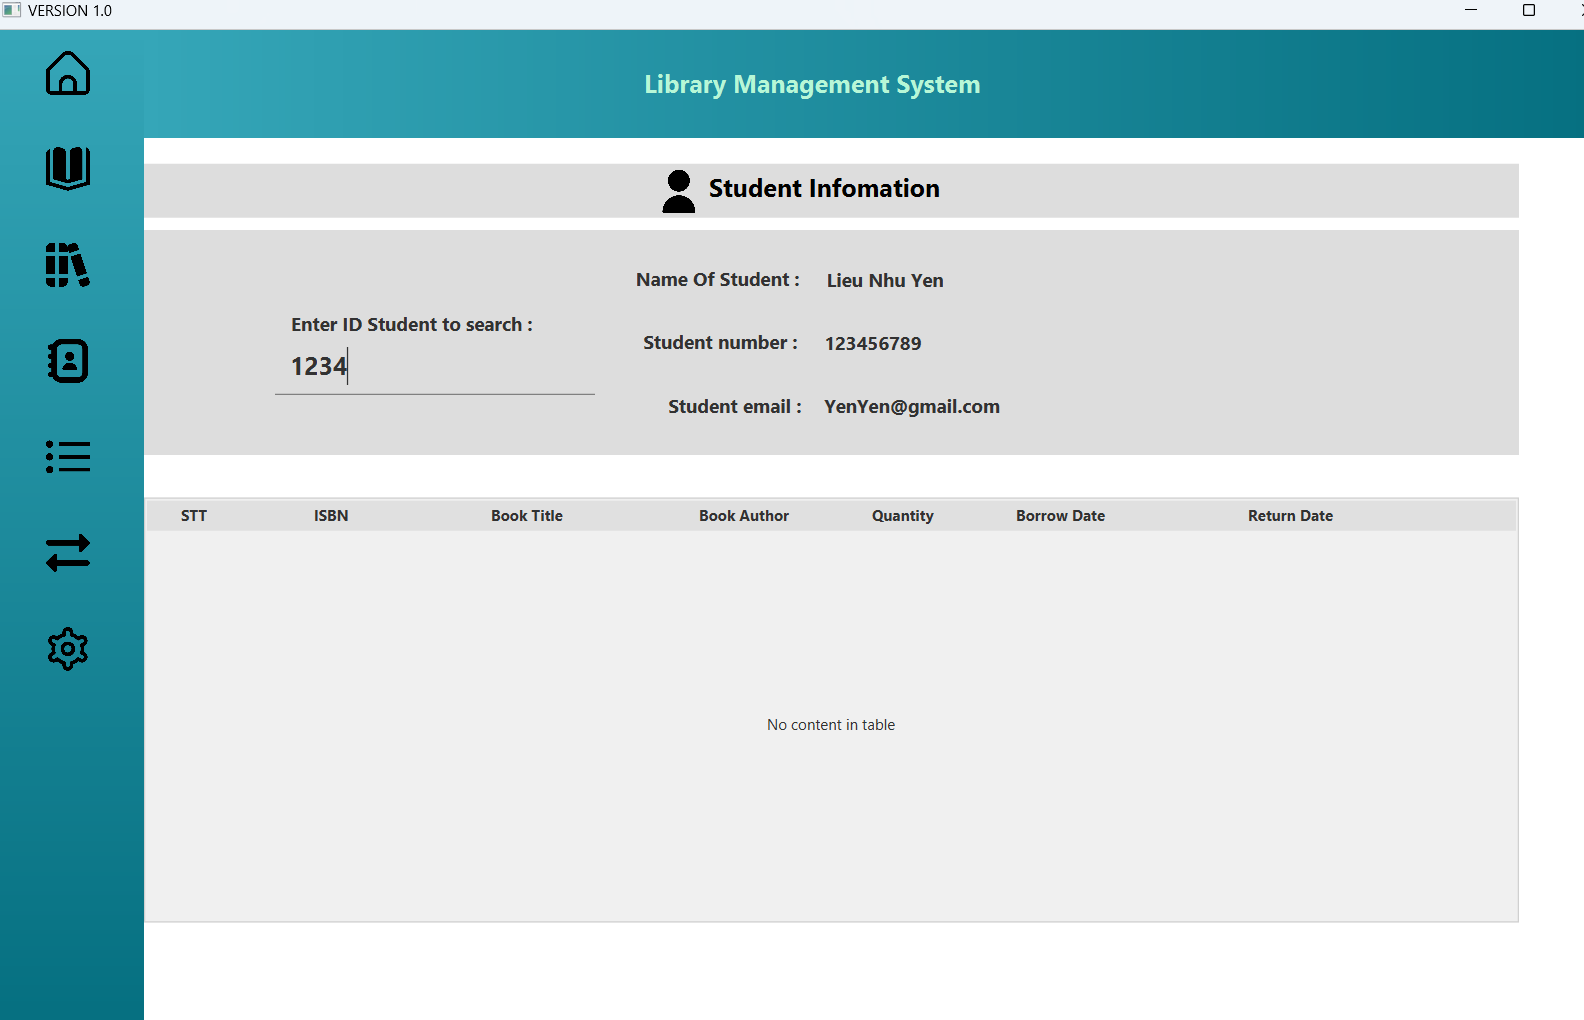 VERSION 1.0
Library Management System
Student Infomation
Enter ID Student to search :
1234
Name Of Student : Lieu Nhu Yen
Student number : 123456789
Student email : YenYen@gmail.com
STT ISBN Book Title Book Author Quantity Borrow Date Return Date
No content in table